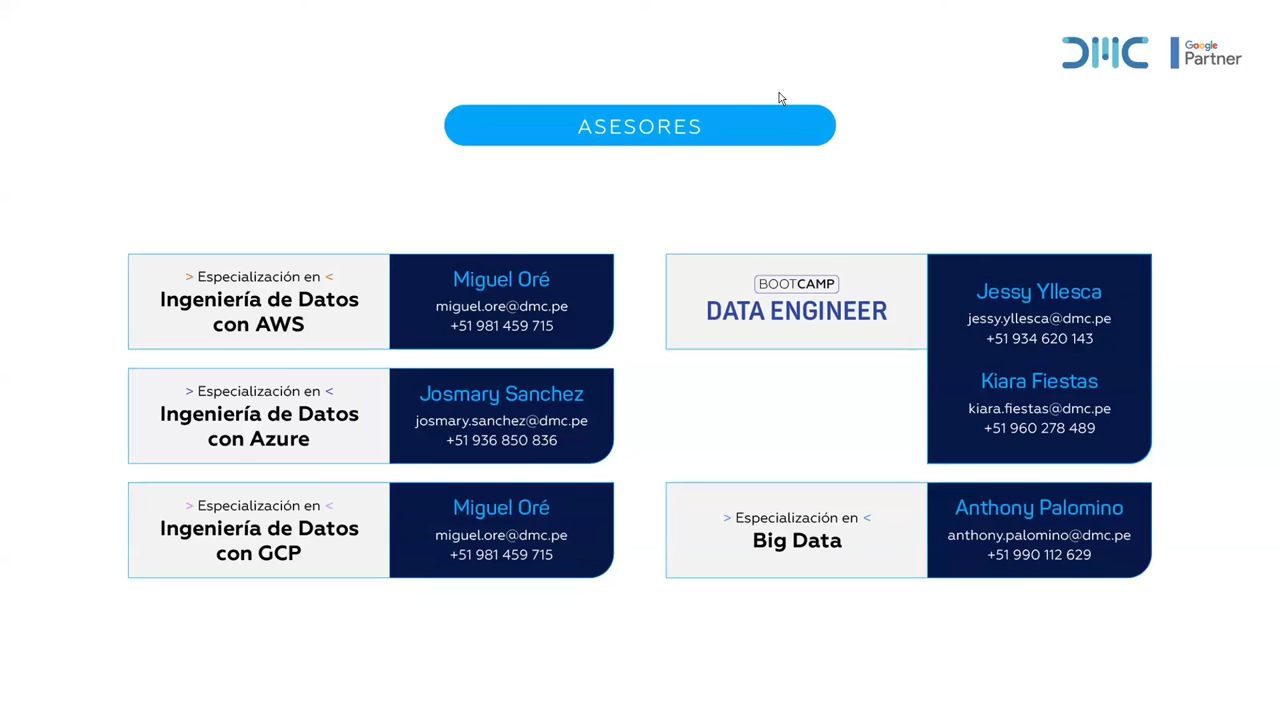 DMC
Google
Partner
ASESORES
> Especialización en <
Ingeniería de Datos
con AWS
Miguel Oré
miguel.ore@dmc.pe
+51 981 459 715
> Especialización en <
Ingeniería de Datos
con Azure
Josmary Sanchez
josmary.sanchez@dmc.pe
+51 936 850 836
> Especialización en <
Ingeniería de Datos
con GCP
Miguel Oré
miguel.ore@dmc.pe
+51 981 459 715
BOOTCAMP
DATA ENGINEER
Jessy Yllesca
jessy.yllesca@dmc.pe
+51 934 620 143
Kiara Fiestas
kiara.fiestas@dmc.pe
+51 960 278 489
> Especialización en <
Big Data
Anthony Palomino
anthony.palomino@dmc.pe
+51 990 112 629